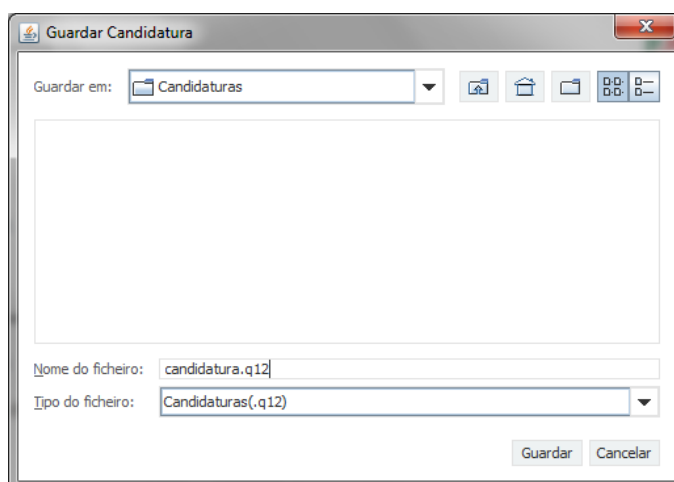 Guardar Candidatura
Guardar em: Candidaturas
Nome do ficheiro: candidatura.q12
Tipo do ficheiro: Candidaturas(.q12)
Guardar Cancelar